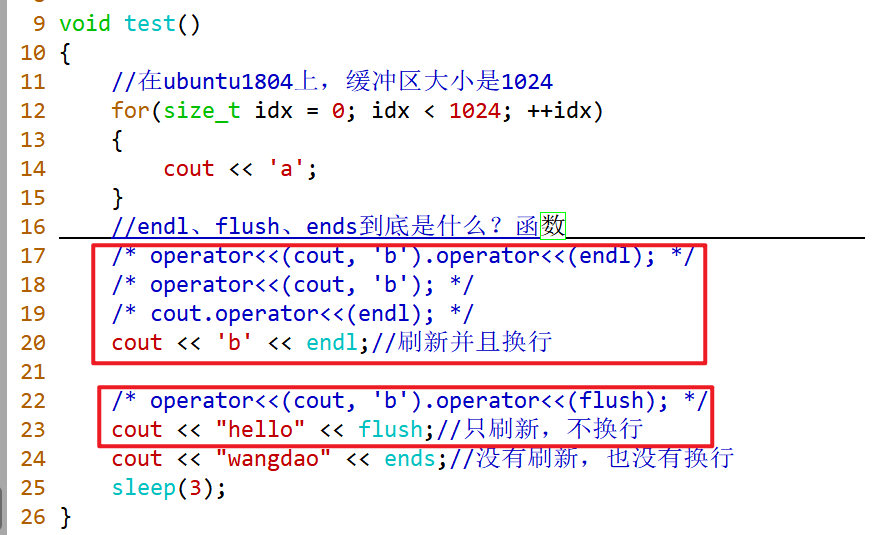 9 void test()
10 {
11     //在ubuntu1804上，缓冲区大小是1024
12     for(size_t idx = 0; idx < 1024; ++idx)
13     {
14         cout << 'a';
15     }
16     //endl、flush、ends到底是什么？函数
17     /* operator<<(cout, 'b').operator<<(endl); */
18     /* operator<<(cout, 'b'); */
19     /* cout.operator<<(endl); */
20     cout << 'b' << endl;//刷新并且换行
21
22     /* operator<<(cout, 'b').operator<<(flush); */
23     cout << "hello" << flush;//只刷新，不换行
24     cout << "wangdao" << ends;//没有刷新，也没有换行
25     sleep(3);
26 }